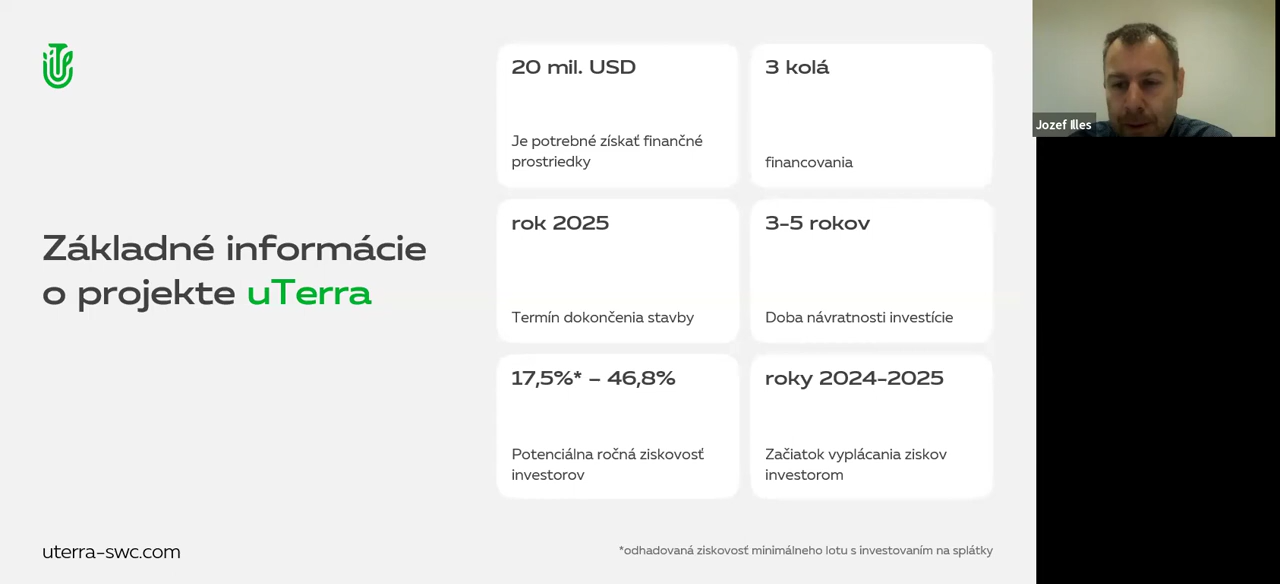 Základné informácie
o projekte uTerra
20 mil. USD
Je potrebné získať finančné
prostriedky
3 kolá
financovania
rok 2025
Termín dokončenia stavby
3-5 rokov
Doba návratnosti investície
17,5%* – 46,8%
Potenciálna ročná ziskovosť
investorov
roky 2024-2025
Začiatok vyplácania ziskov
investorom
uterra-swc.com
*odhadovaná ziskovosť minimálneho lotu s investovaním na splátky
Jozef Illes